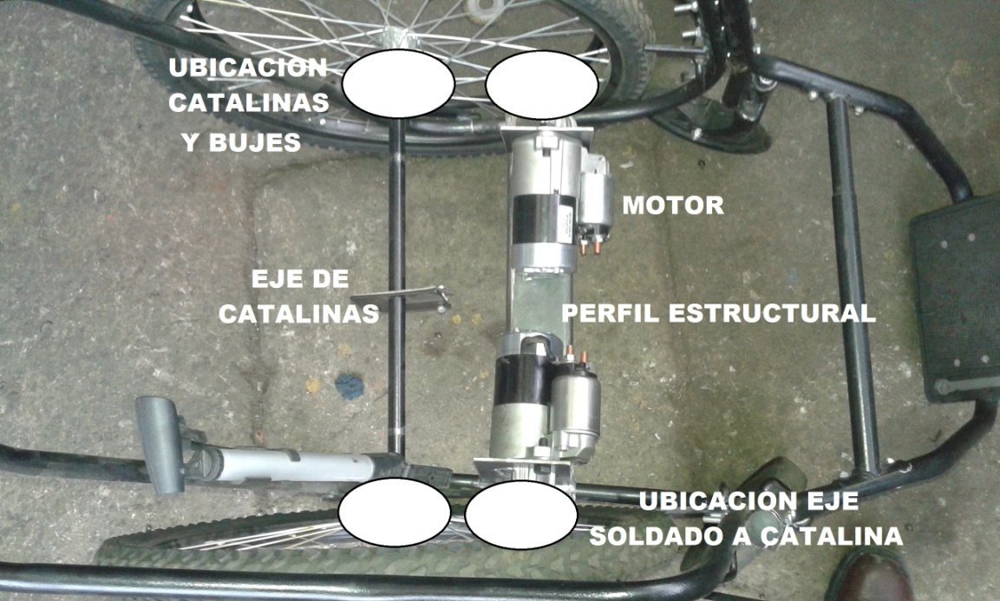 UBICACION
CATALINAS
Y BUJES
MOTOR
EJE DE
CATALINAS
PERFIL ESTRUCTURAL
UBICACION EJE
SOLDADO A CATALINA